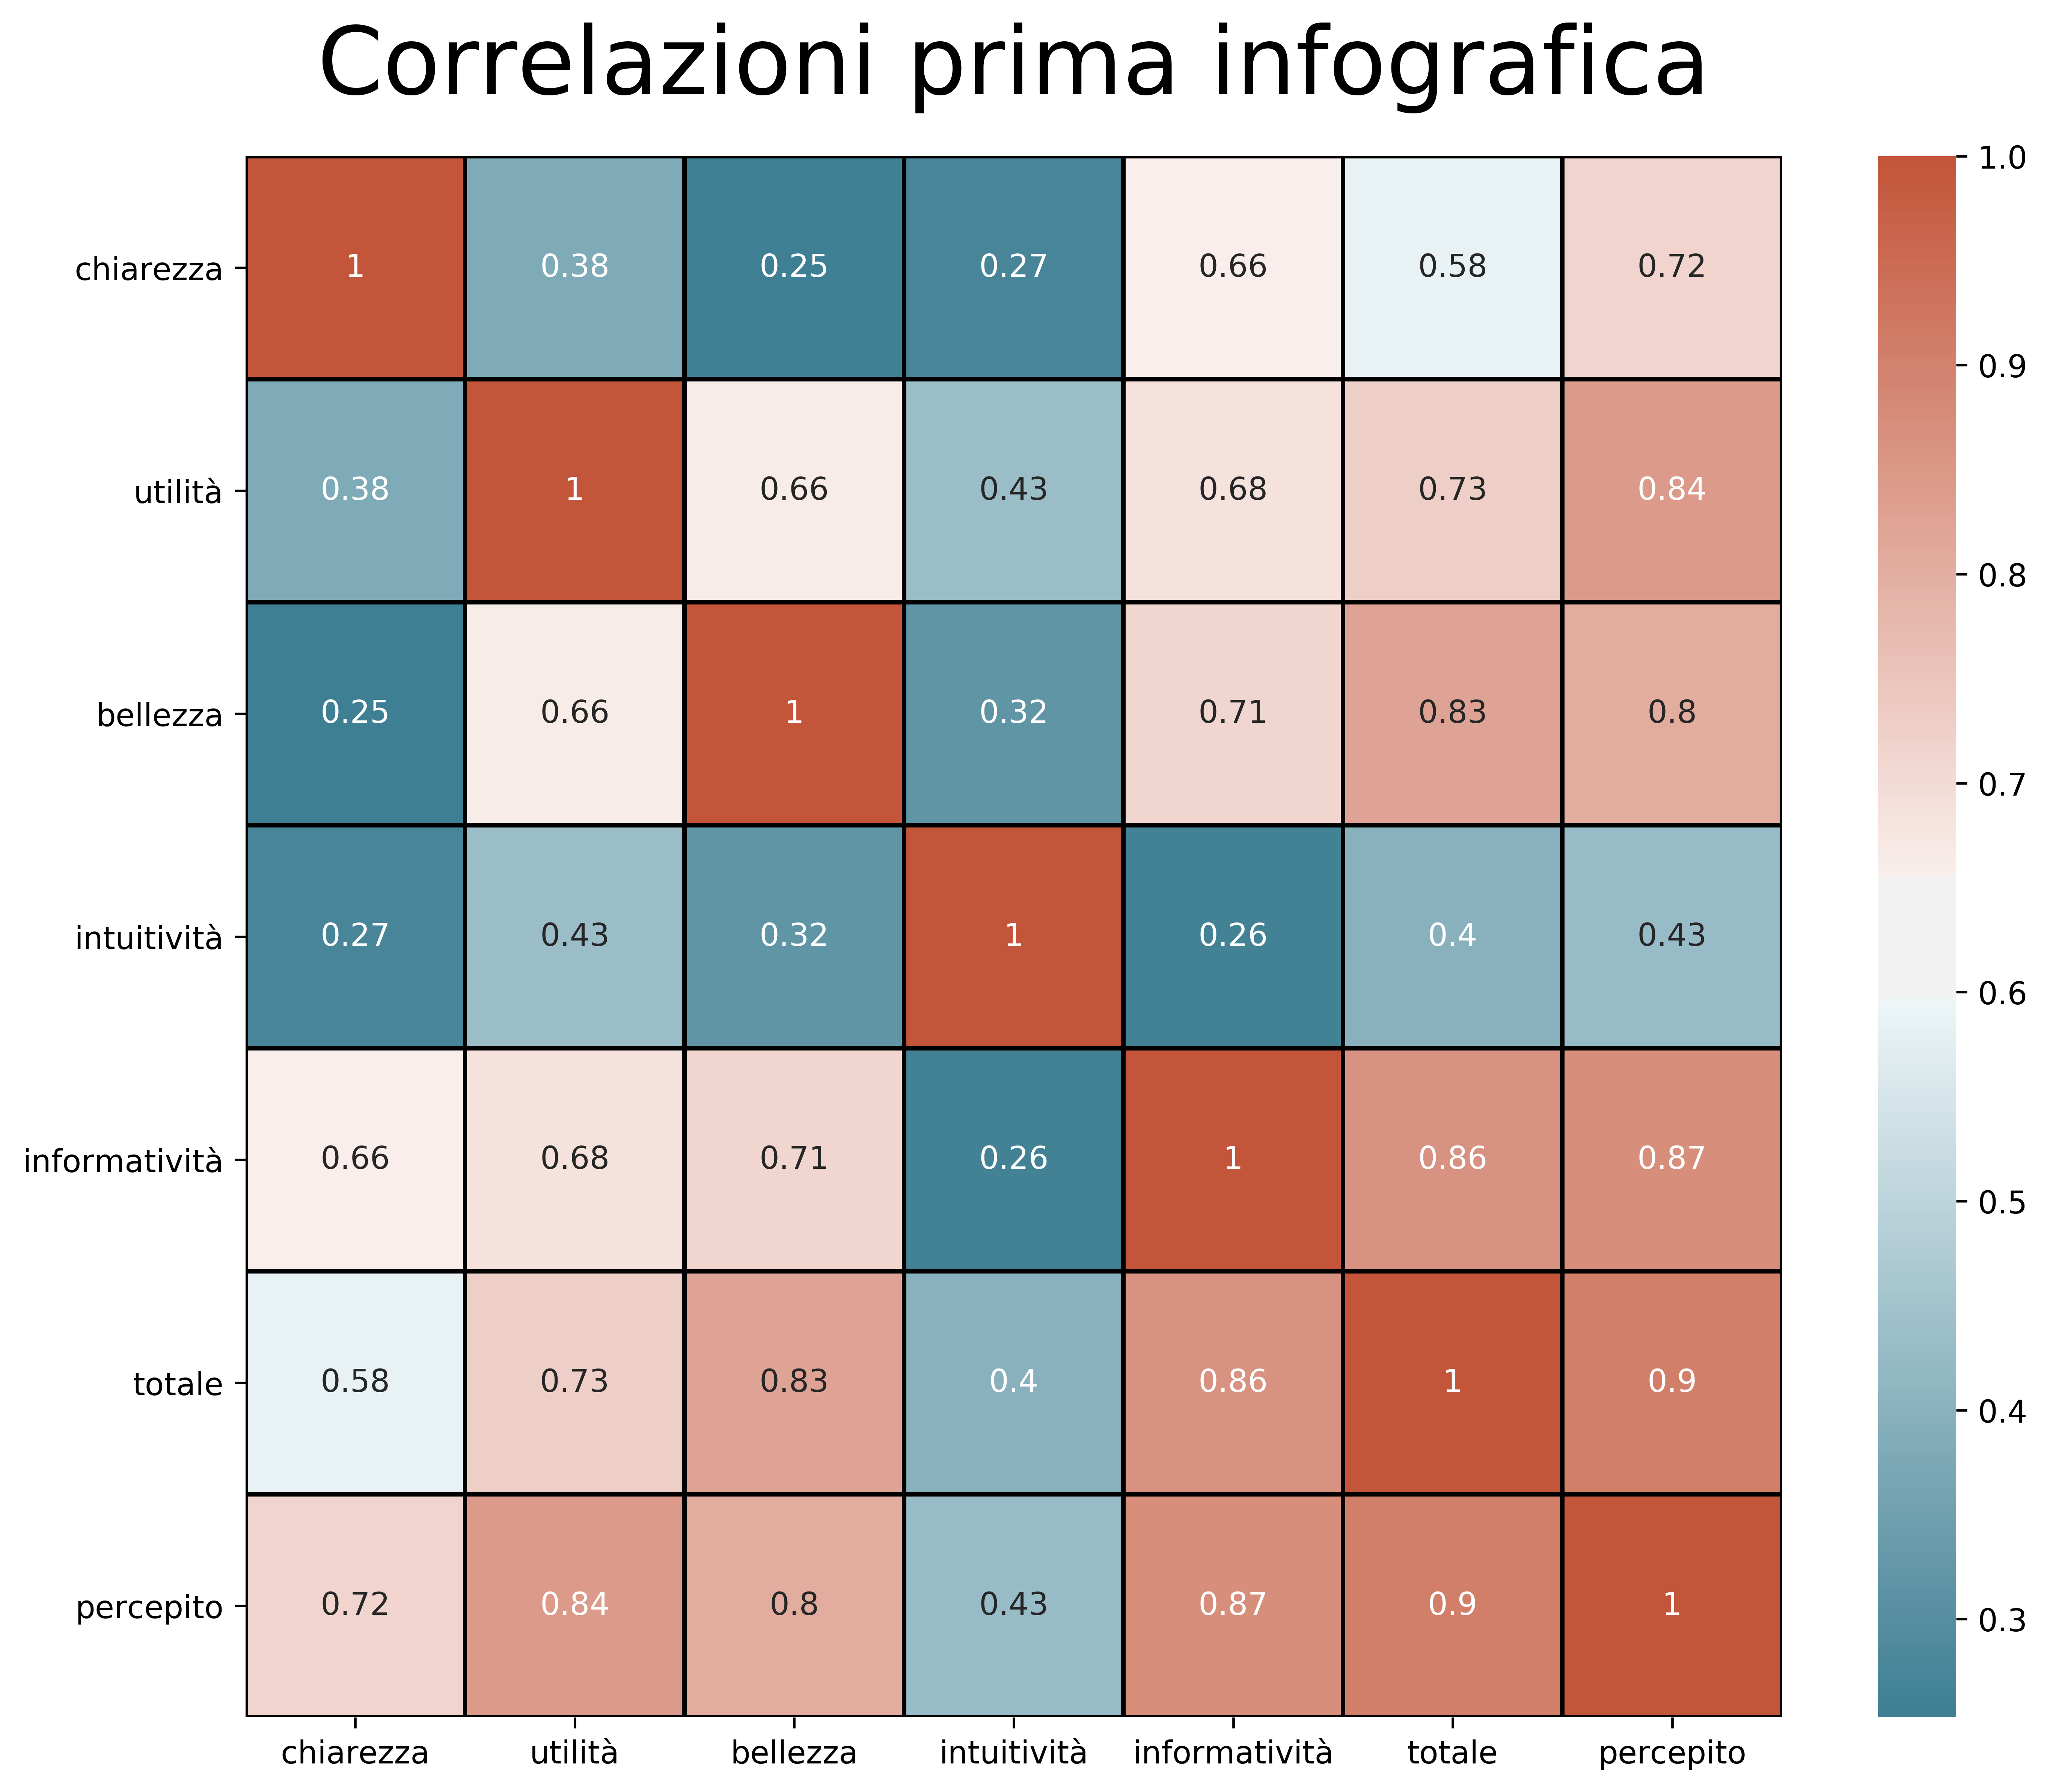 Correlazioni prima infografica
chiarezza 1 0.38 0.25 0.27 0.66 0.58 0.72
utilità 0.38 1 0.66 0.43 0.68 0.73 0.84
bellezza 0.25 0.66 1 0.32 0.71 0.83 0.8
intuitività 0.27 0.43 0.32 1 0.26 0.4 0.43
informatività 0.66 0.68 0.71 0.26 1 0.86 0.87
totale 0.58 0.73 0.83 0.4 0.86 1 0.9
percepito 0.72 0.84 0.8 0.43 0.87 0.9 1
chiarezza utilità bellezza intuitività informatività totale percepito
1.0
0.9
0.8
0.7
0.6
0.5
0.4
0.3